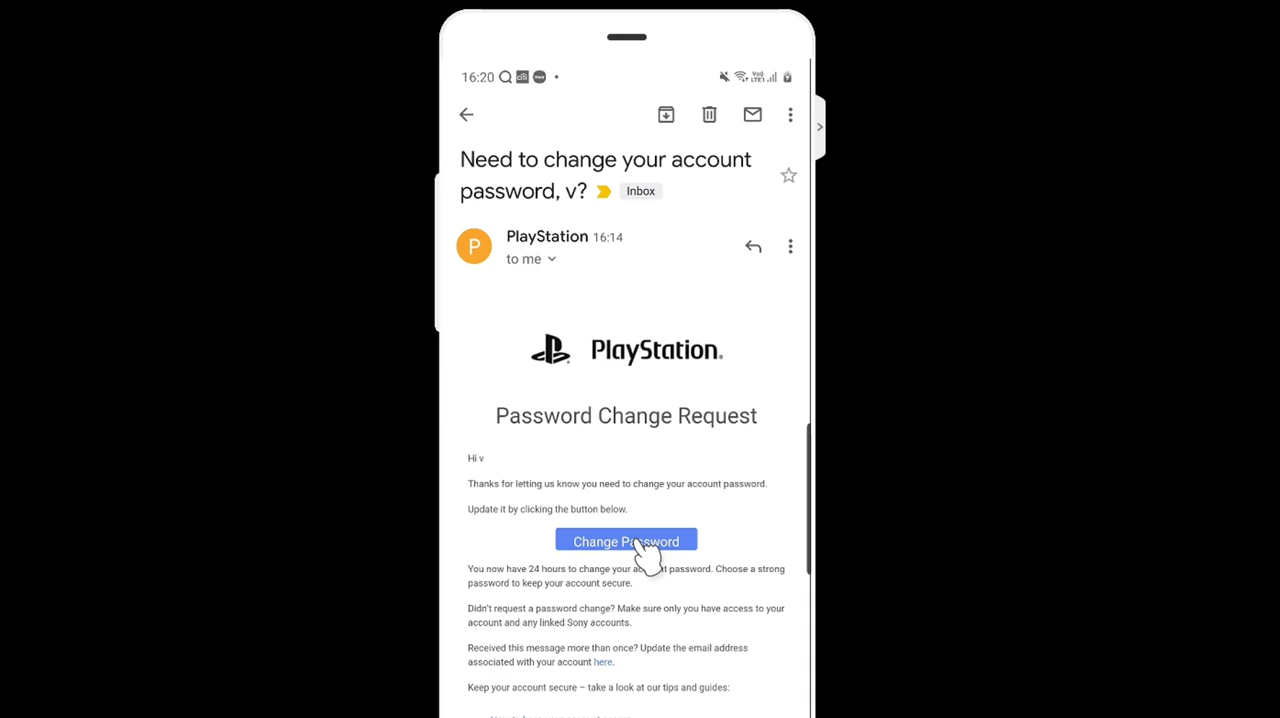 16:20
Need to change your account
password, v? Inbox
P
PlayStation 16:14
to me
PlayStation.
Password Change Request
Hi v
Thanks for letting us know you need to change your account password.
Update it by clicking the button below.
Change Password
You now have 24 hours to change your account password. Choose a strong
password to keep your account secure.
Didn't request a password change? Make sure only you have access to your
account and any linked Sony accounts.
Received this message more than once? Update the email address
associated with your account here.
Keep your account secure – take a look at our tips and guides: